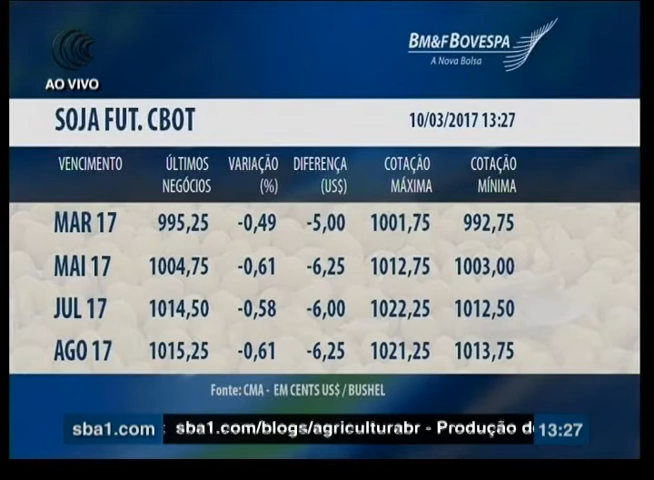 BM&FBOVESPA
A Nova Bolsa
AO VIVO
SOJA FUT. CBOT 10/03/2017 13:27
VENCIMENTO ÚLTIMOS NEGÓCIOS VARIAÇÃO (%) DIFERENÇA (US$) COTAÇÃO MÁXIMA COTAÇÃO MÍNIMA
MAR 17 995,25 -0,49 -5,00 1001,75 992,75
MAI 17 1004,75 -0,61 -6,25 1012,75 1003,00
JUL 17 1014,50 -0,58 -6,00 1022,25 1012,50
AGO 17 1015,25 -0,61 -6,25 1021,25 1013,75
Fonte: CMA - EM CENTS US$ / BUSHEL
sba1.com : sba1.com/blogs/agriculturabr - Produção de 13:27